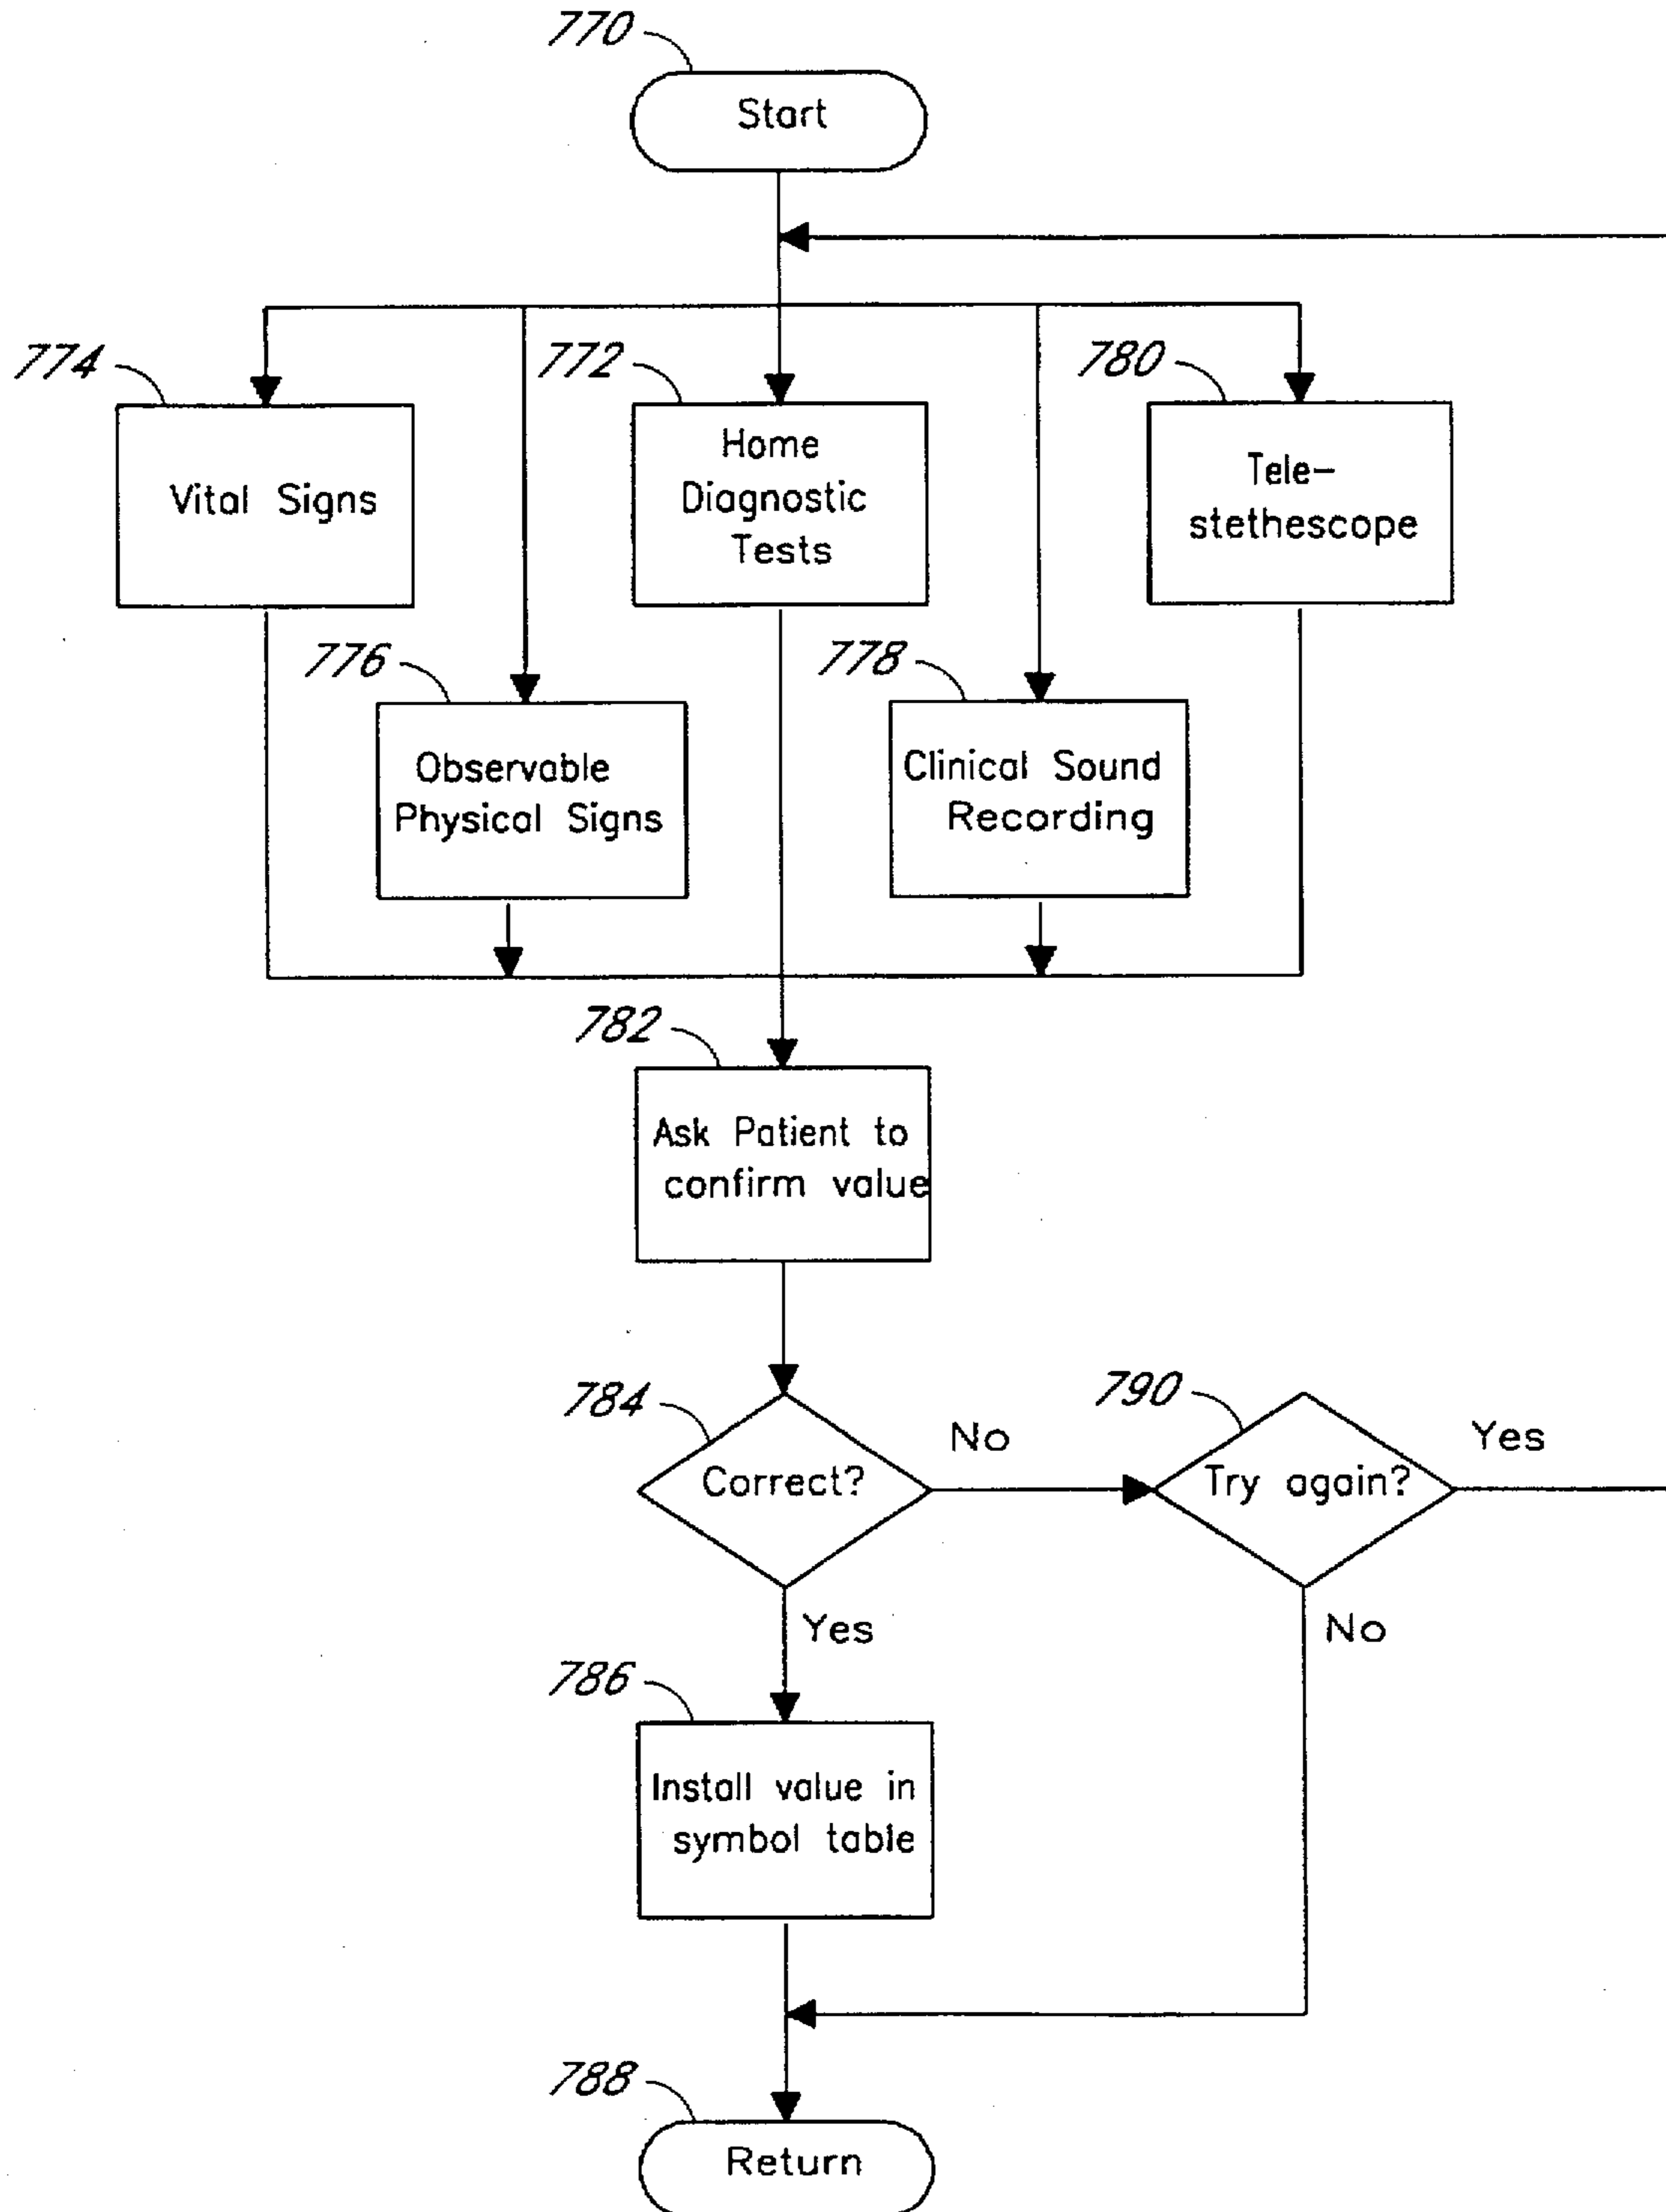 770
Start
774
772
780
Vital Signs
Home
Diagnostic
Tests
Tele-
stethescope
776
778
Observable
Physical Signs
Clinical Sound
Recording
782
Ask Patient to
confirm value
784
Correct?
No
790
Try again?
Yes
Yes
No
786
Install value in
symbol table
788
Return